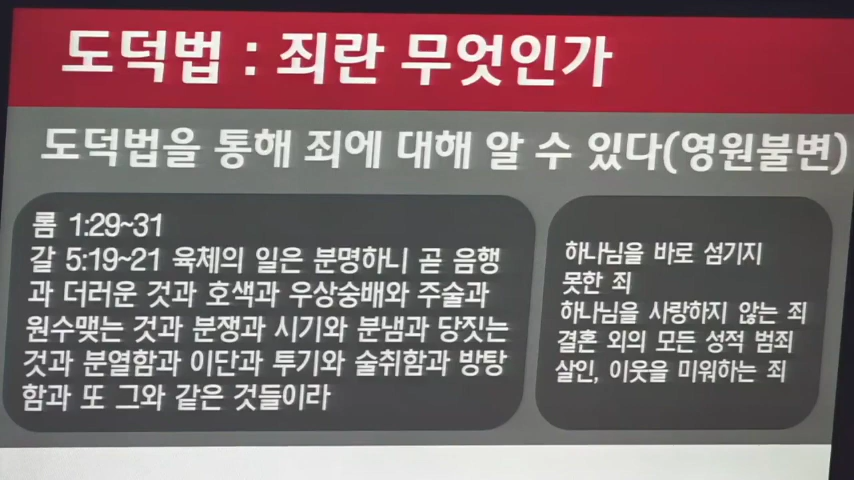 도덕법 : 죄란 무엇인가
도덕법을 통해 죄에 대해 알 수 있다(영원불변)
롬 1:29~31
갈 5:19~21 육체의 일은 분명하니 곧 음행
과 더러운 것과 호색과 우상숭배와 주술과
원수맺는 것과 분쟁과 시기와 분냄과 당짓는
것과 분열함과 이단과 투기와 술취함과 방탕
함과 또 그와 같은 것들이라
하나님을 바로 섬기지
못한 죄
하나님을 사랑하지 않는 죄
결혼 외의 모든 성적 범죄
살인, 이웃을 미워하는 죄